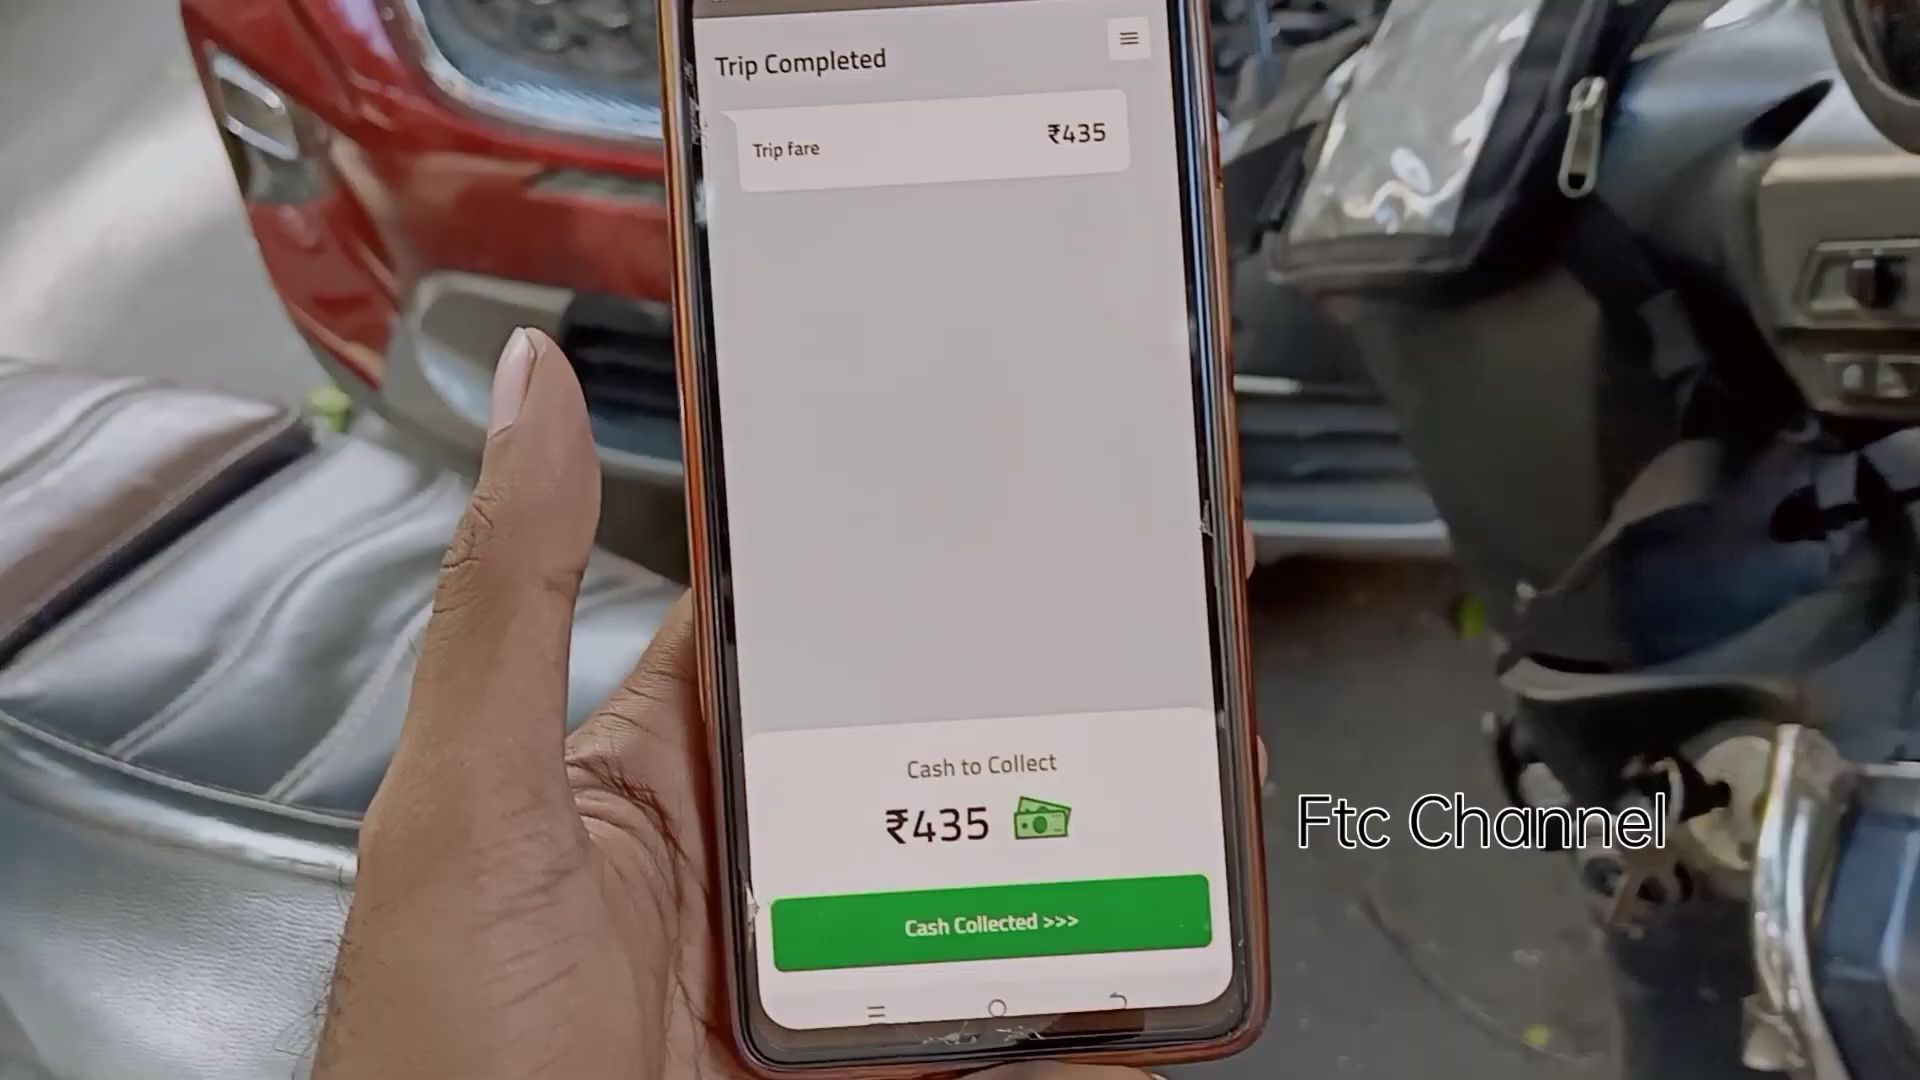 Trip Completed
Trip fare
₹435
Cash to Collect
₹435
Cash Collected >>>
Ftc Channel